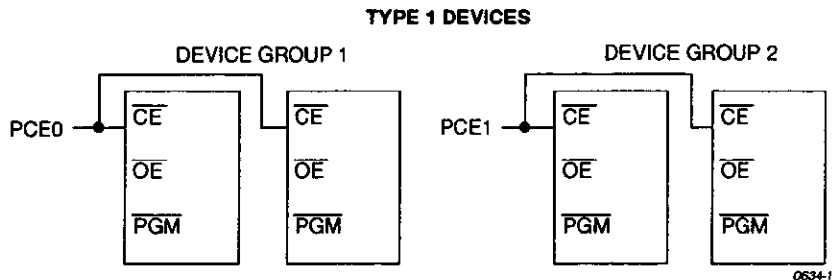 TYPE 1 DEVICES
DEVICE GROUP 1
DEVICE GROUP 2
PCE0
CE
OE
PGM
CE
OE
PGM
PCE1
CE
OE
PGM
CE
OE
PGM
0634-1